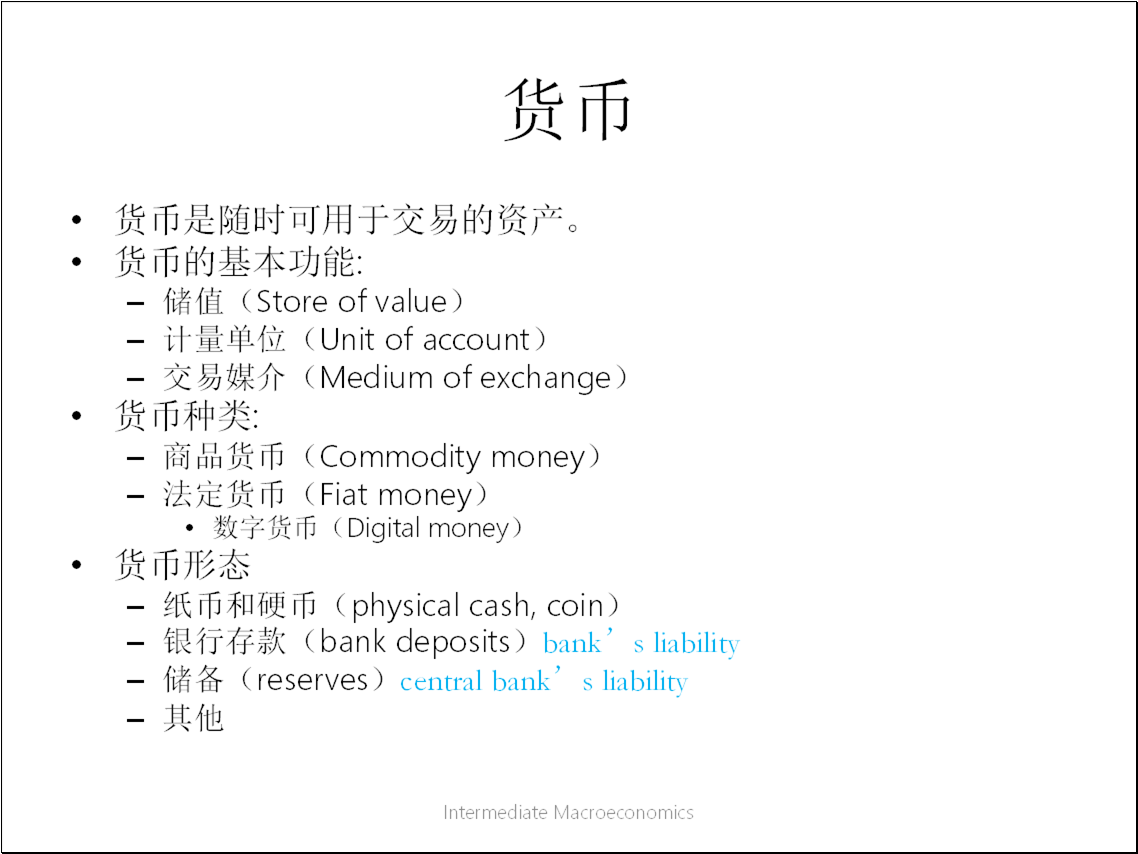 货币
• 货币是随时可用于交易的资产。
• 货币的基本功能:
– 储值（Store of value）
– 计量单位（Unit of account）
– 交易媒介（Medium of exchange）
• 货币种类:
– 商品货币（Commodity money）
– 法定货币（Fiat money）
• 数字货币（Digital money）
• 货币形态
– 纸币和硬币（physical cash, coin）
– 银行存款（bank deposits）bank’s liability
– 储备（reserves）central bank’s liability
– 其他
Intermediate Macroeconomics